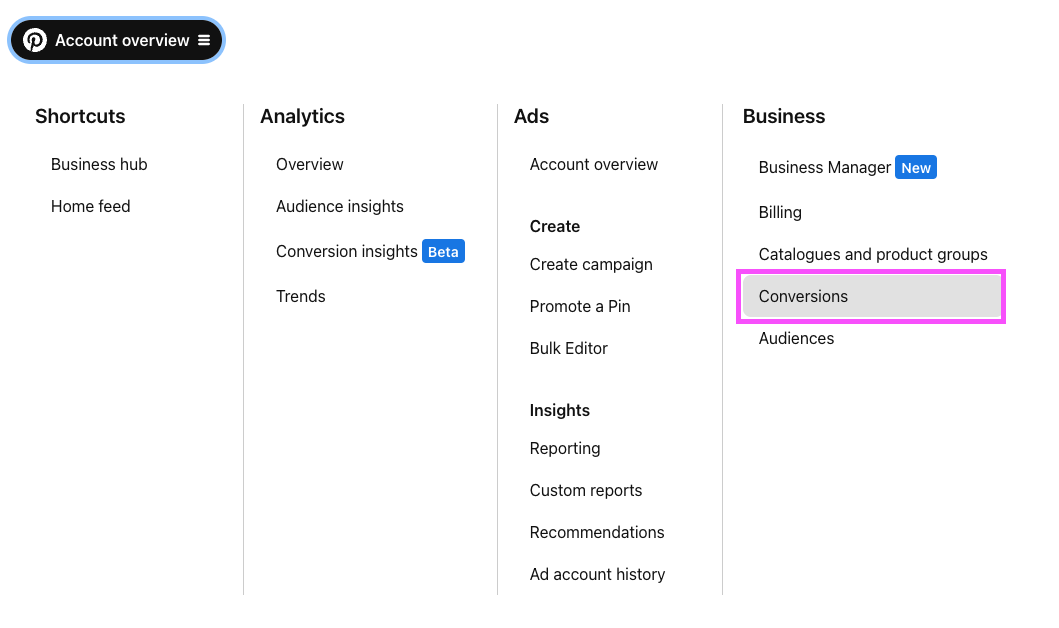 Account overview
Shortcuts
Business hub
Home feed
Analytics
Overview
Audience insights
Conversion insights Beta
Trends
Ads
Account overview
Create
Create campaign
Promote a Pin
Bulk Editor
Insights
Reporting
Custom reports
Recommendations
Ad account history
Business
Business Manager New
Billing
Catalogues and product groups
Conversions
Audiences